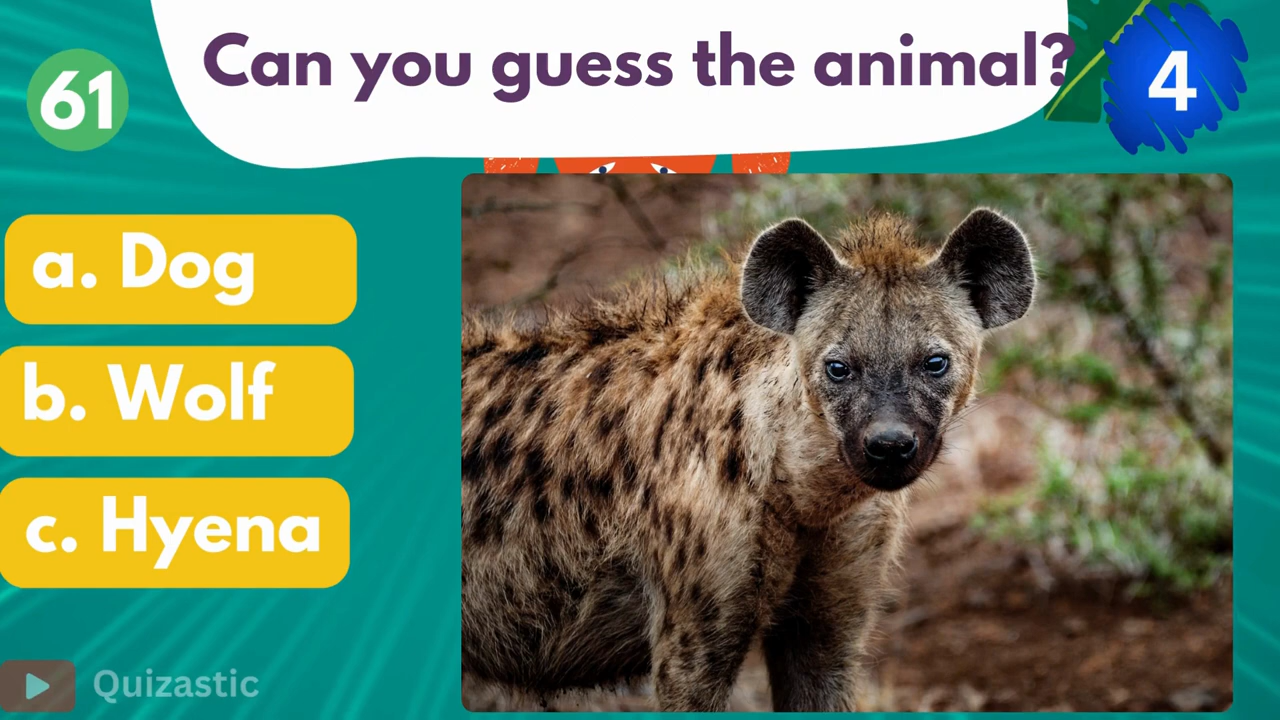 Can you guess the animal?
61
4
a. Dog
b. Wolf
c. Hyena
Quizastic